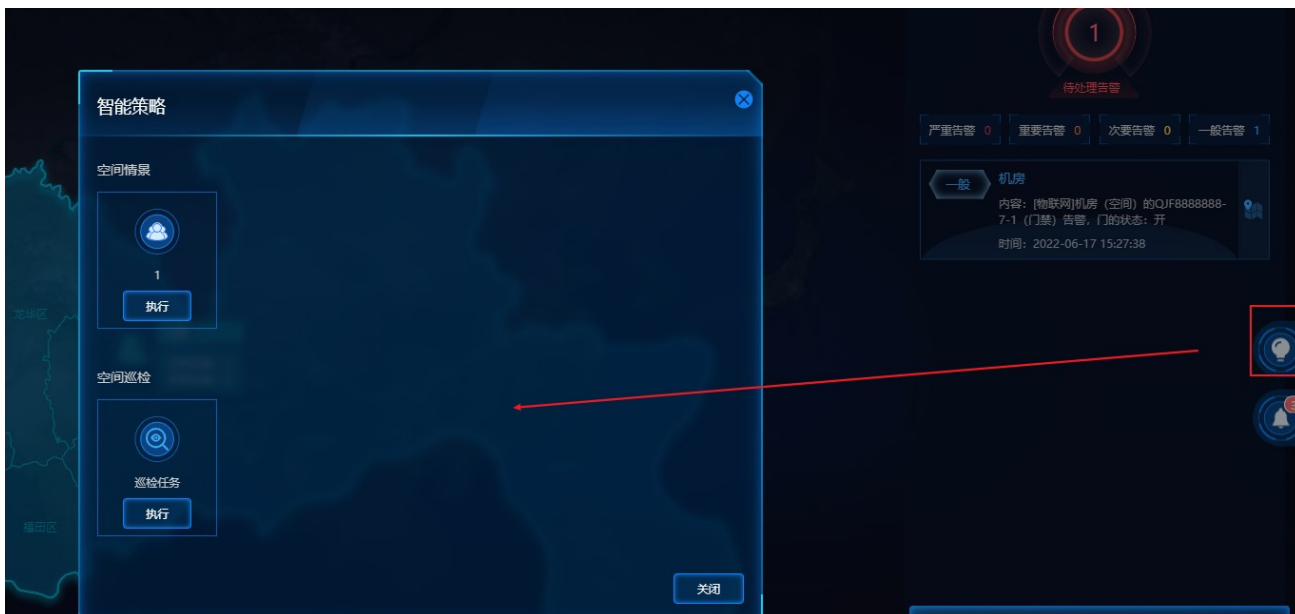 智能策略
空间情景
1
执行
空间巡检
巡检任务
执行
关闭
龙华区
福田区
1
待处理告警
严重告警 0
重要告警 0
次要告警 0
一般告警 1
一般
机房
内容：[物联网]机房（空间）的QJF8888888-
7-1（门禁）告警，门的状态：开
时间：2022-06-17 15:27:38